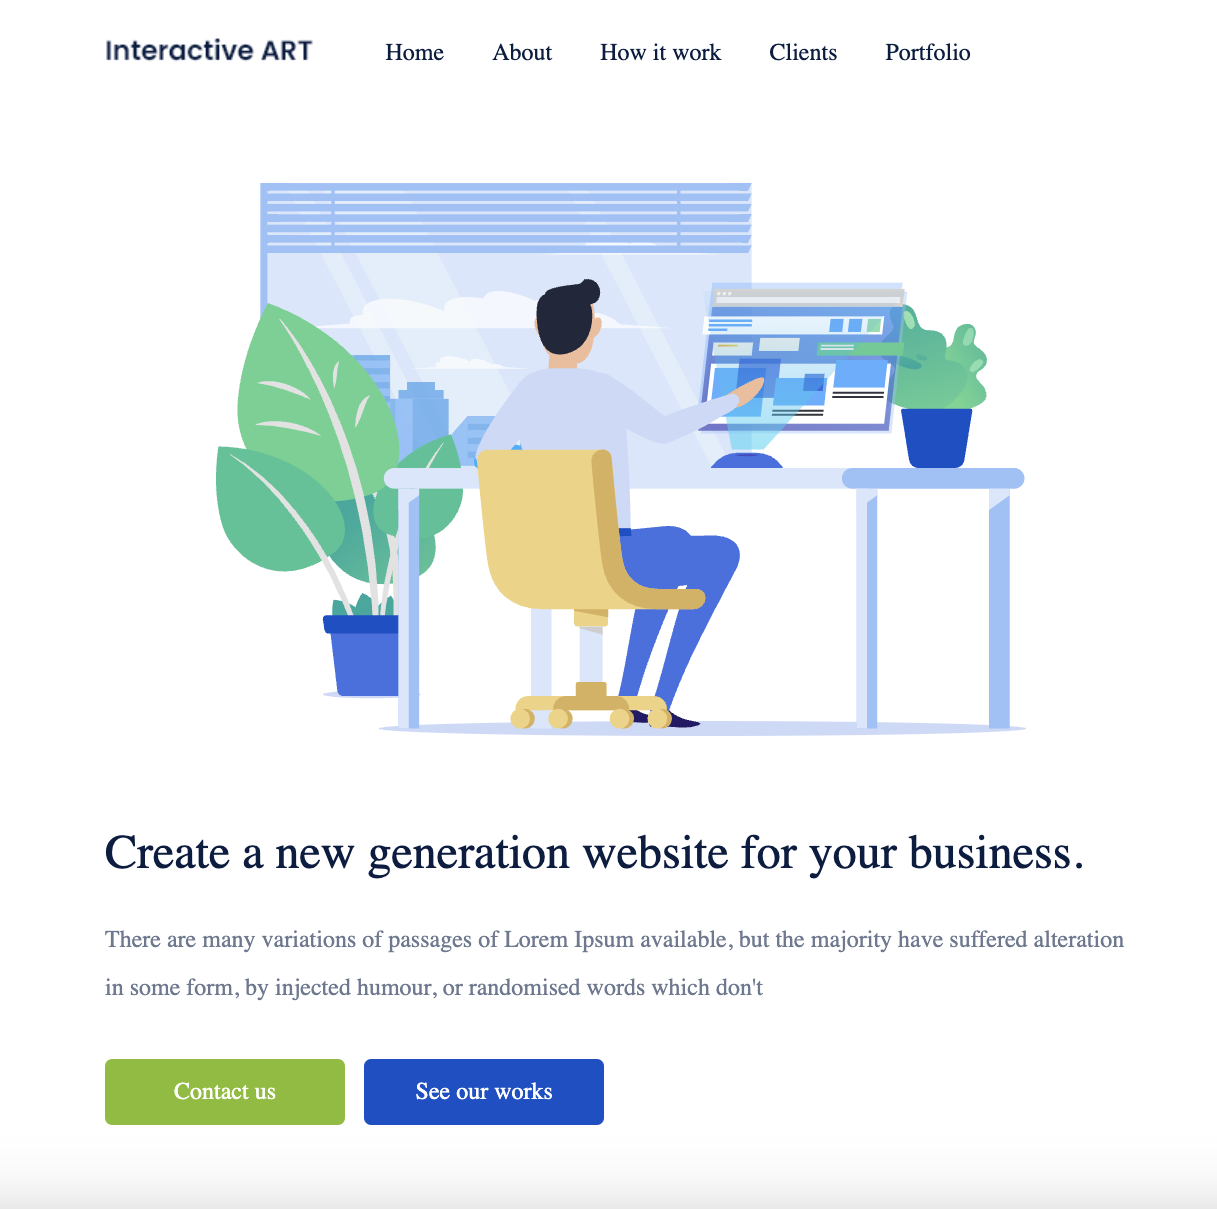 Interactive ART
Home About How it work Clients Portfolio
Create a new generation website for your business.
There are many variations of passages of Lorem Ipsum available, but the majority have suffered alteration
in some form, by injected humour, or randomised words which don't
Contact us See our works